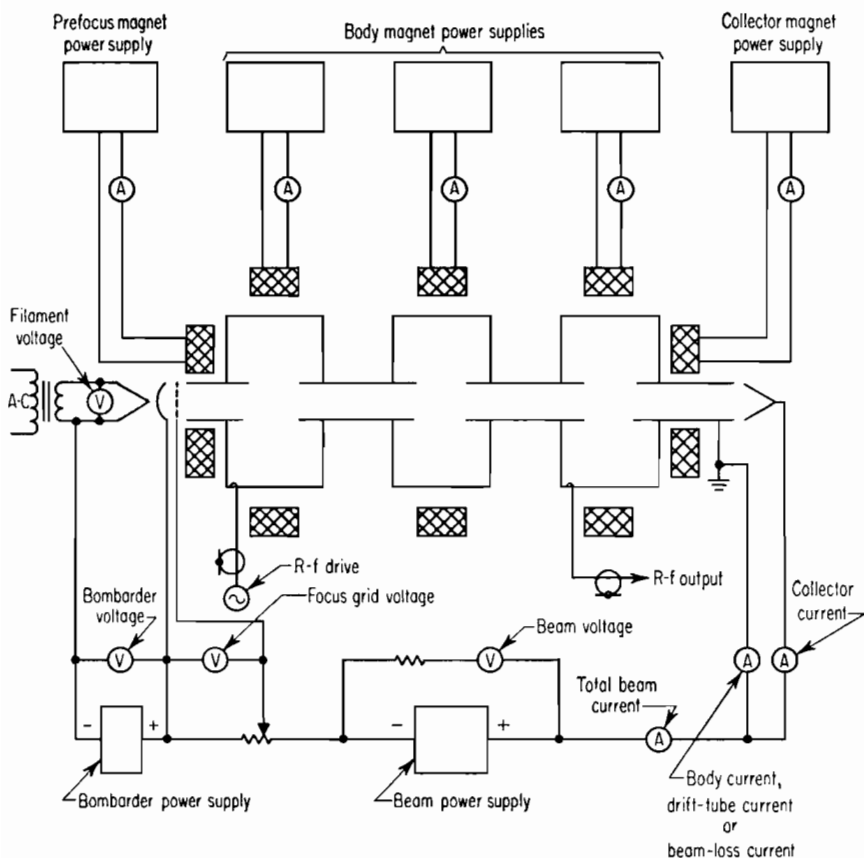 Prefocus magnet
power supply
Body magnet power supplies
Collector magnet
power supply
A
A
A
A
A
Filament
voltage
A-C
V
R-f drive
R-f output
Bombarder
voltage
Focus grid voltage
Beam voltage
Collector
current
V
V
V
A
A
Total beam
current
- +
- +
A
Bombarder power supply
Beam power supply
Body current,
drift-tube current
or
beam-loss current